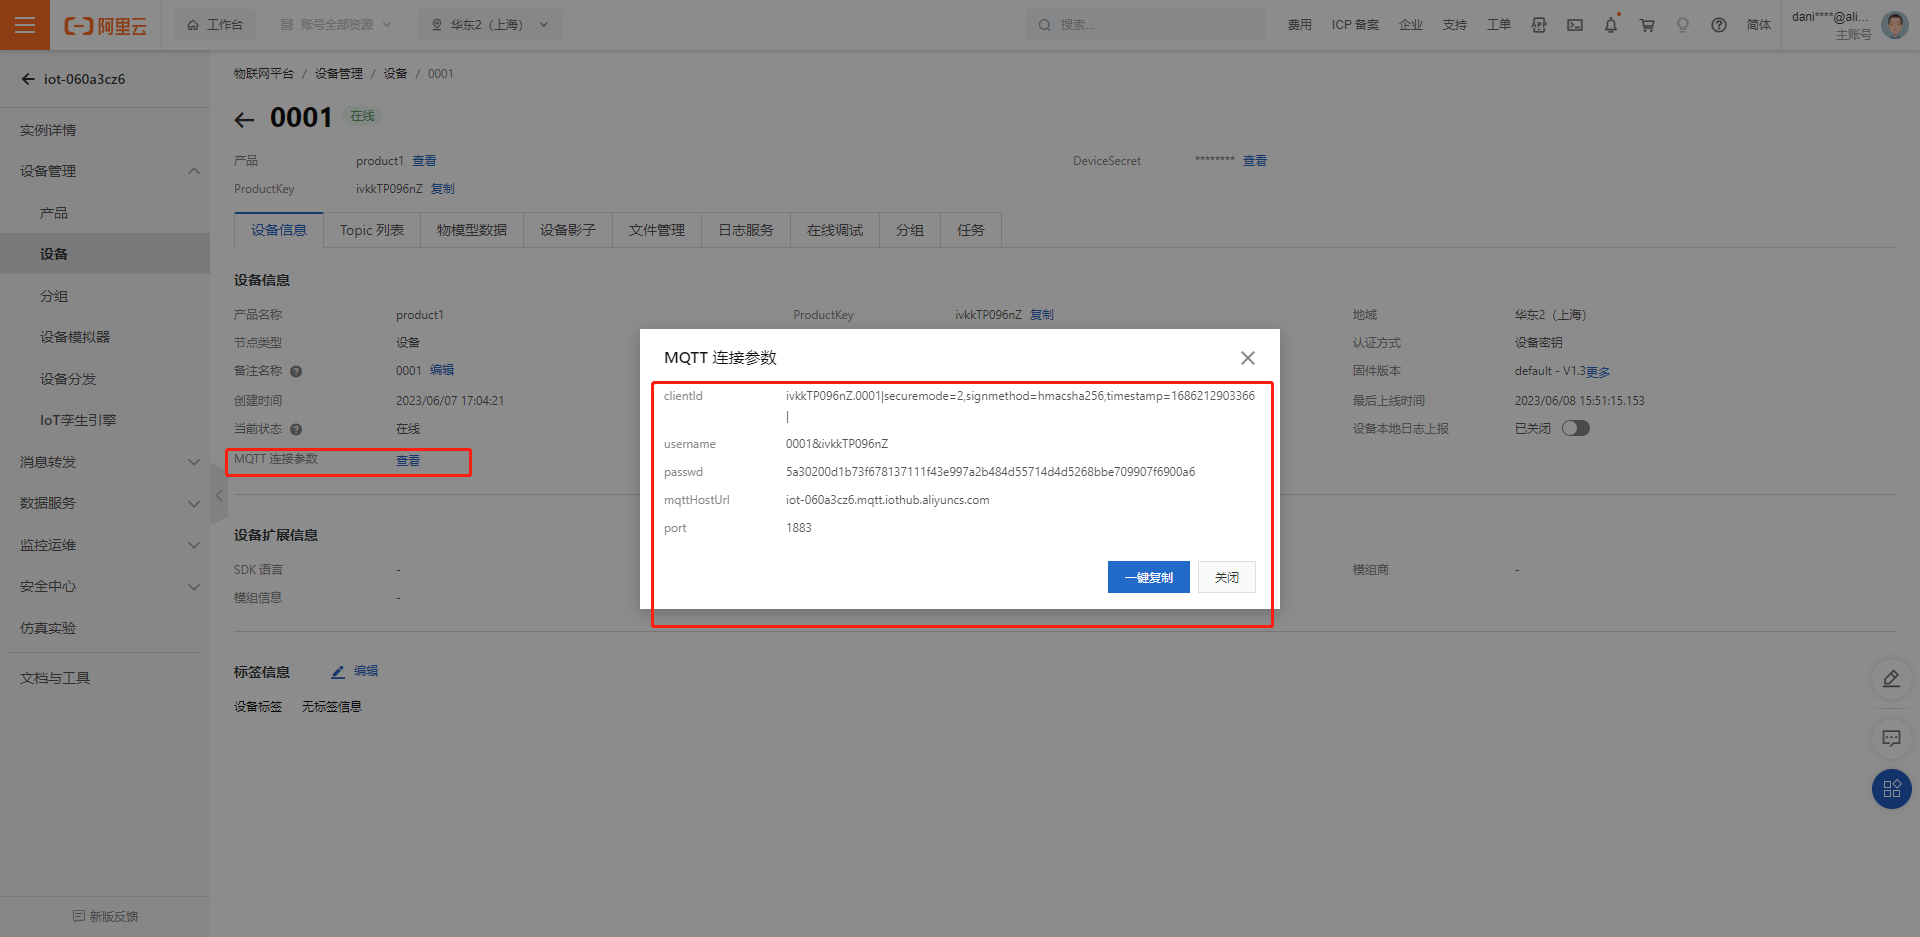 阿里云
工作台
账号全部资源
华东2（上海）
搜索...
费用
ICP 备案
企业
支持
工单
简体
dani****@ali...
主账号
iot-060a3cz6
实例详情
设备管理
产品
设备
分组
设备模拟器
设备分发
IoT孪生引擎
消息转发
数据服务
监控运维
安全中心
仿真实验
文档与工具
新版反馈
物联网平台 / 设备管理 / 设备 / 0001
0001 在线
产品 product1 查看
DeviceSecret ******** 查看
ProductKey ivkkTP096nZ 复制
设备信息 Topic 列表 物模型数据 设备影子 文件管理 日志服务 在线调试 分组 任务
设备信息
产品名称 product1 ProductKey ivkkTP096nZ 复制 地域 华东2（上海）
节点类型 设备 认证方式 设备密钥
备注名称 0001 编辑 固件版本 default - V1.3更多
创建时间 2023/06/07 17:04:21 最后上线时间 2023/06/08 15:51:15.153
当前状态 在线 设备本地日志上报 已关闭
MQTT 连接参数 查看
MQTT 连接参数
clientId ivkkTP096nZ.0001|securemode=2,signmethod=hmacsha256,timestamp=1686212903366
|
username 0001&ivkkTP096nZ
passwd 5a30200d1b73f678137111f43e997a2b484d55714d4d5268bbe709907f6900a6
mqttHostUrl iot-060a3cz6.mqtt.iothub.aliyuncs.com
port 1883
一键复制 关闭
设备扩展信息
SDK 语言 - 模组商 -
模组信息 -
标签信息 编辑
设备标签 无标签信息